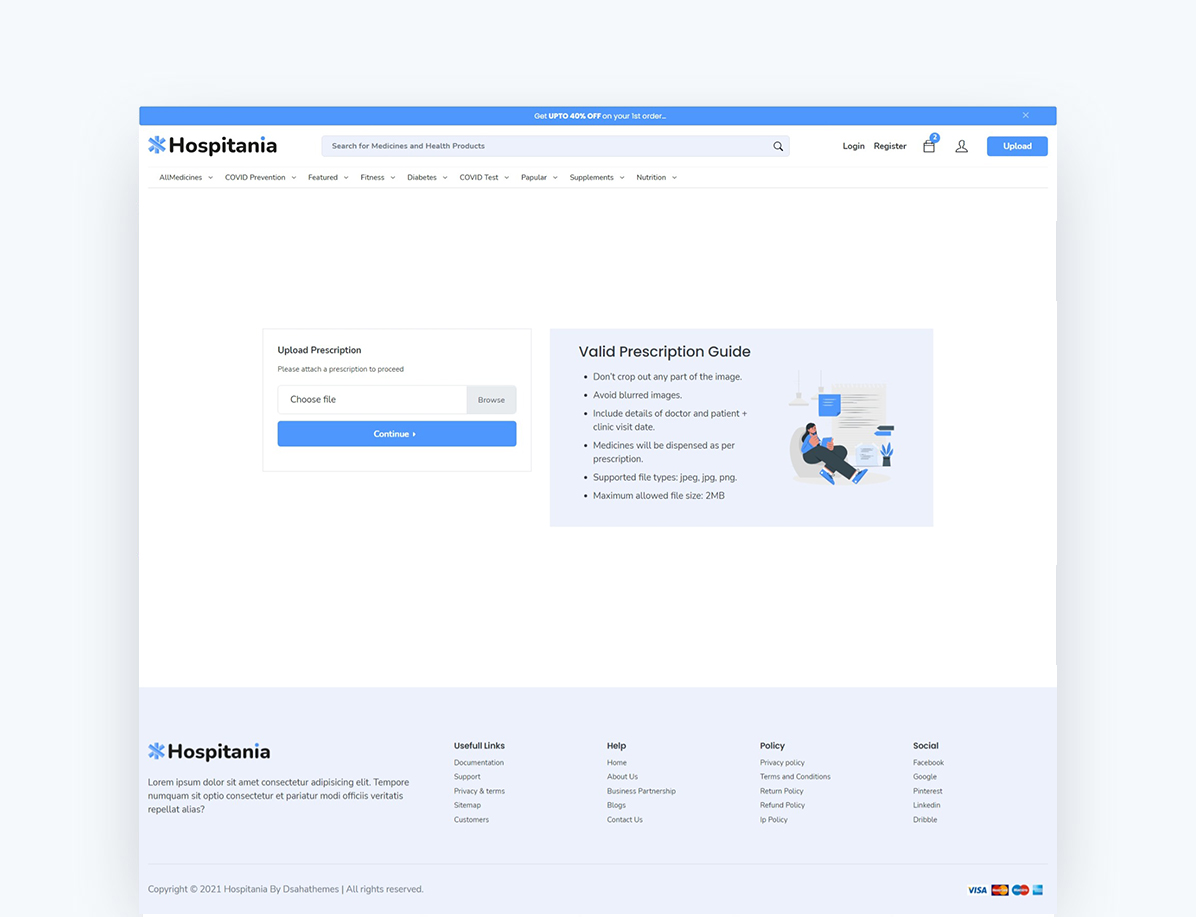 Get UPTO 40% OFF on your 1st order...
Hospitania
Search for Medicines and Health Products
Login
Register
2
Upload
AllMedicines
COVID Prevention
Featured
Fitness
Diabetes
COVID Test
Papular
Supplements
Nutrition
Upload Prescription
Please attach a prescription to proceed
Choose file
Browse
Continue
Valid Prescription Guide
• Don't crop out any part of the image.
• Avoid blurred images.
• Include details of doctor and patient +
clinic visit date.
• Medicines will be dispensed as per
prescription.
• Supported file types: jpeg, jpg, png.
• Maximum allowed file size: 2MB
Hospitania
Lorem ipsum dolor sit amet consectetur adipisicing elit. Tempore
numquam sit optio consectetur et pariatur modi officiis veritatis
repellat alias?
Usefull Links
Documentation
Support
Privacy & terms
Sitemap
Customers
Help
Home
About Us
Business Partnership
Blogs
Contact Us
Policy
Privacy policy
Terms and Conditions
Return Policy
Refund Policy
Ip Policy
Social
Facebook
Google
Pinterest
Linkedin
Dribble
Copyright © 2021 Hospitania By Dsahathemes | All rights reserved.
VISA